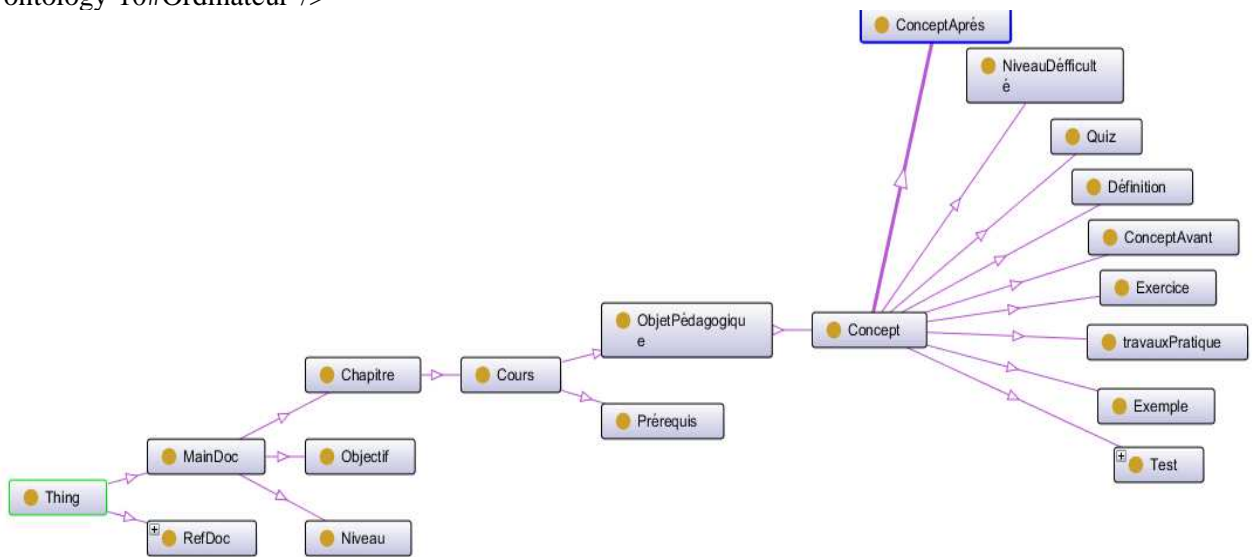 ontology-10#Ordinateur"/>
ConceptAprés
NiveauDéfficult
é
Quiz
Définition
ConceptAvant
Exercice
ObjetPédagogiqu
e
Concept
travauxPratique
Chapitre
Cours
Exemple
Prérequis
MainDoc
Objectif
Test
Thing
RefDoc
Niveau